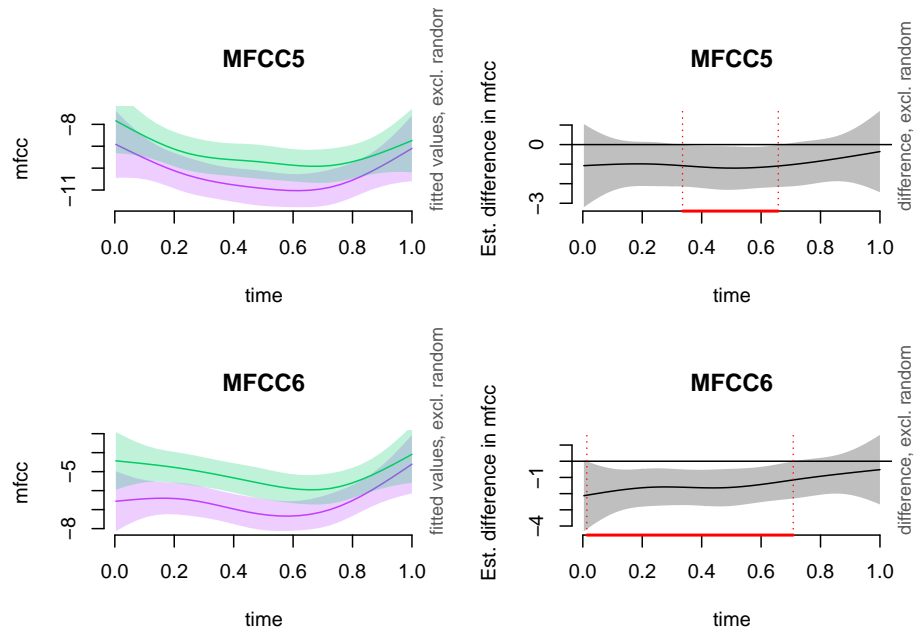 MFCC5
mfcc
−8
−11
0.0 0.2 0.4 0.6 0.8 1.0
time
fitted values, excl. random
MFCC5
Est. difference in mfcc
0
−3
0.0 0.2 0.4 0.6 0.8 1.0
time
difference, excl. random
MFCC6
mfcc
−5
−8
0.0 0.2 0.4 0.6 0.8 1.0
time
fitted values, excl. random
MFCC6
Est. difference in mfcc
−1
−4
0.0 0.2 0.4 0.6 0.8 1.0
time
difference, excl. random